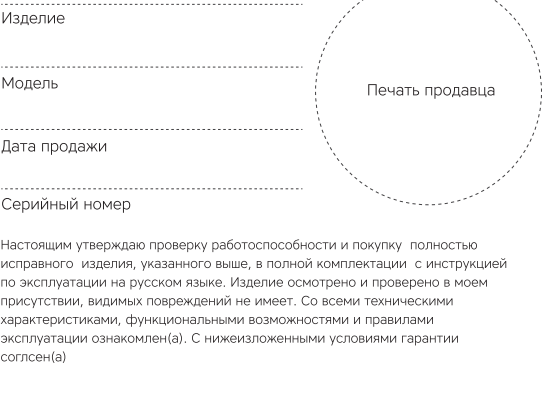 Изделие
Модель
Печать продавца
Дата продажи
Серийный номер
Настоящим утверждаю проверку работоспособности и покупку полностью
исправного изделия, указанного выше, в полной комплектации с инструкцией
по эксплуатации на русском языке. Изделие осмотрено и проверено в моем
присутствии, видимых повреждений не имеет. Со всеми техническими
характеристиками, функциональными возможностями и правилами
эксплуатации ознакомлен(а). С нижеизложенными условиями гарантии
соглсен(а)